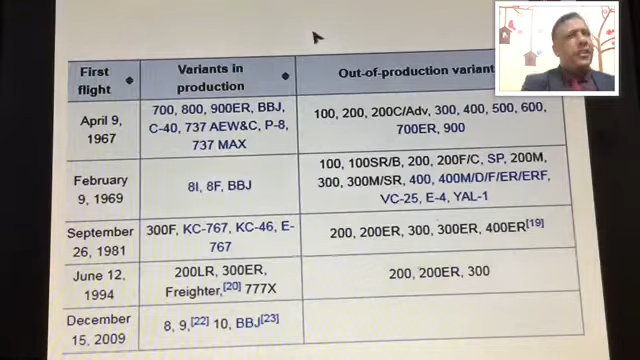 First flight
Variants in production
Out-of-production variant
April 9, 1967
700, 800, 900ER, BBJ,
C-40, 737 AEW&C, P-8,
737 MAX
100, 200, 200C/Adv, 300, 400, 500, 600,
700ER, 900
February 9, 1969
8I, 8F, BBJ
100, 100SR/B, 200, 200F/C, SP, 200M,
300, 300M/SR, 400, 400M/D/F/ER/ERF,
VC-25, E-4, YAL-1
September 26, 1981
300F, KC-767, KC-46, E-
767
200, 200ER, 300, 300ER, 400ER[19]
June 12, 1994
200LR, 300ER,
Freighter,[20] 777X
200, 200ER, 300
December 15, 2009
8, 9,[22] 10, BBJ[23]